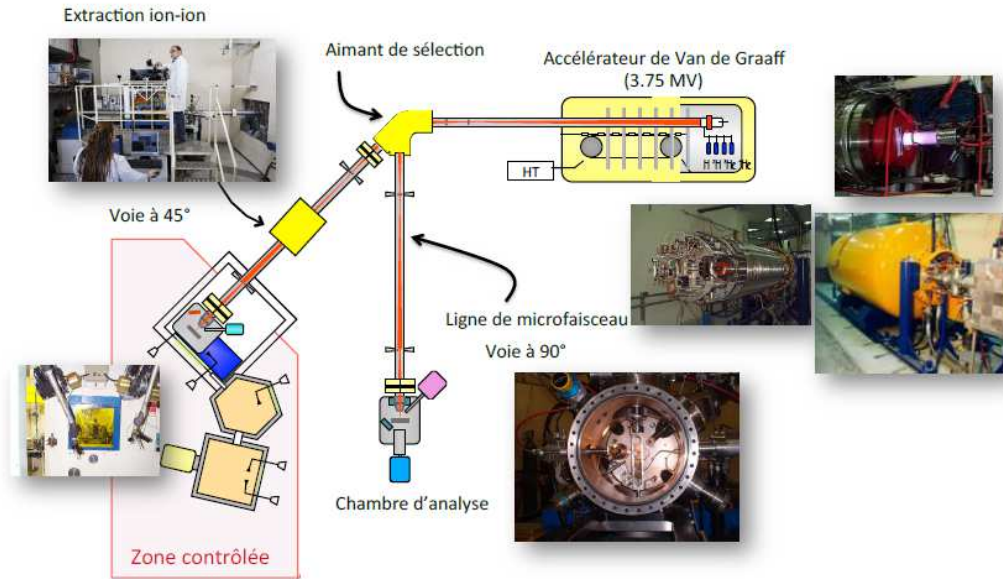 Extraction ion-ion
Aimant de sélection
Accélérateur de Van de Graaff
(3.75 MV)
HT
Voie à 45°
Ligne de microfaisceau
Voie à 90°
Chambre d'analyse
Zone contrôlée